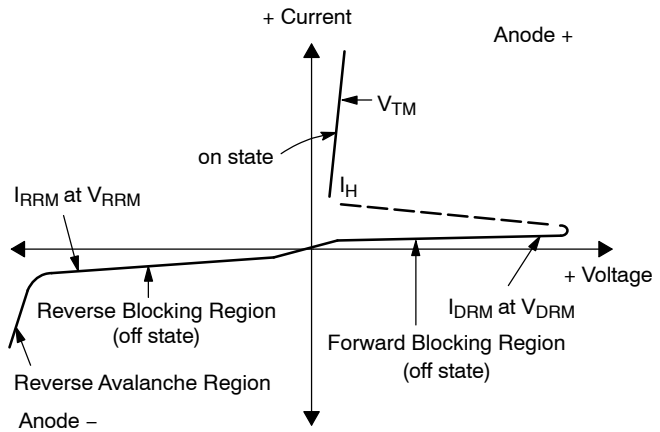 + Current
Anode +
V_TM
on state
I_H
I_RRM at V_RRM
+ Voltage
I_DRM at V_DRM
Reverse Blocking Region
(off state)
Forward Blocking Region
(off state)
Reverse Avalanche Region
Anode −